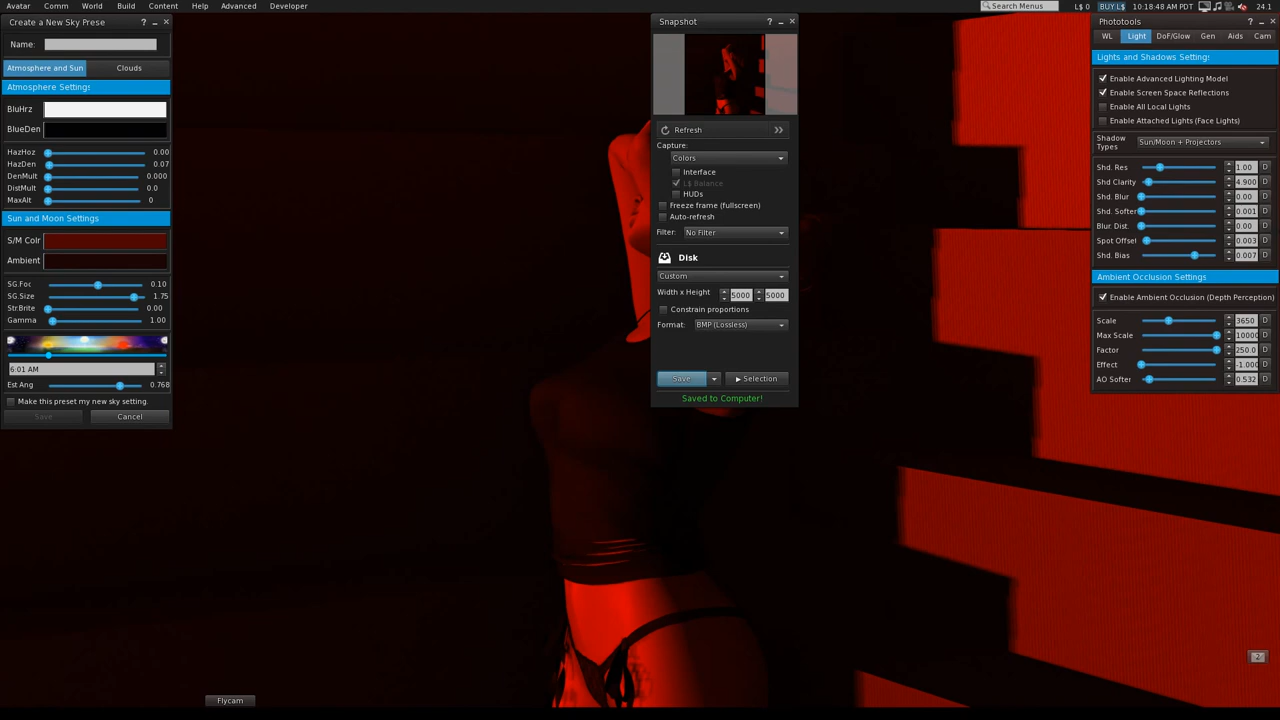 Avatar Comm World Build Content Help Advanced Developer
Search Menus L$ 0 BUY L$ 10:18:48 AM PDT 24.1
Create a New Sky Prese ?
Name:
Atmosphere and Sun Clouds
Atmosphere Settings
BluHrz
BlueDen
HazHoz 0.00
HazDen 0.07
DenMult 0.000
DistMult 0.0
MaxAlt 0
Sun and Moon Settings
S/M Colr
Ambient
SG.Foc 0.10
SG.Size 1.75
Str.Brite 0.00
Gamma 1.00
6:01 AM
Est Ang 0.768
Make this preset my new sky setting.
Save Cancel
Snapshot ?
Refresh
Capture:
Colors
Interface
L$ Balance
HUDs
Freeze frame (fullscreen)
Auto-refresh
Filter: No Filter
Disk
Custom
Width x Height 5000 5000
Constrain proportions
Format: BMP (Lossless)
Save Selection
Saved to Computer!
Phototools ?
WL Light DoF/Glow Gen Aids Cam
Lights and Shadows Settings
Enable Advanced Lighting Model
Enable Screen Space Reflections
Enable All Local Lights
Enable Attached Lights (Face Lights)
Shadow Types Sun/Moon + Projectors
Shd. Res 1.00 D
Shd Clarity 4.900 D
Shd. Blur 0.00 D
Shd. Softer 0.001 D
Blur. Dist. 0.00 D
Spot Offset 0.003 D
Shd. Bias 0.007 D
Ambient Occlusion Settings
Enable Ambient Occlusion (Depth Perception)
Scale 3650 D
Max Scale 10000 D
Factor 250.0 D
Effect -1.000 D
AO Softer 0.532 D
2
Flycam